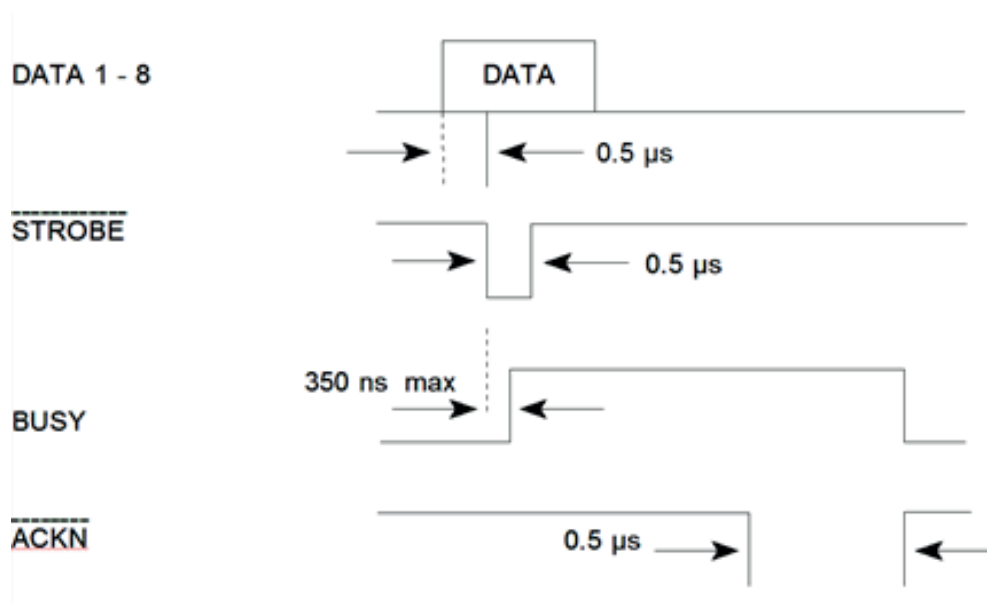 DATA 1 - 8
DATA
0.5 µs
STROBE
0.5 µs
350 ns max
BUSY
ACKN
0.5 µs